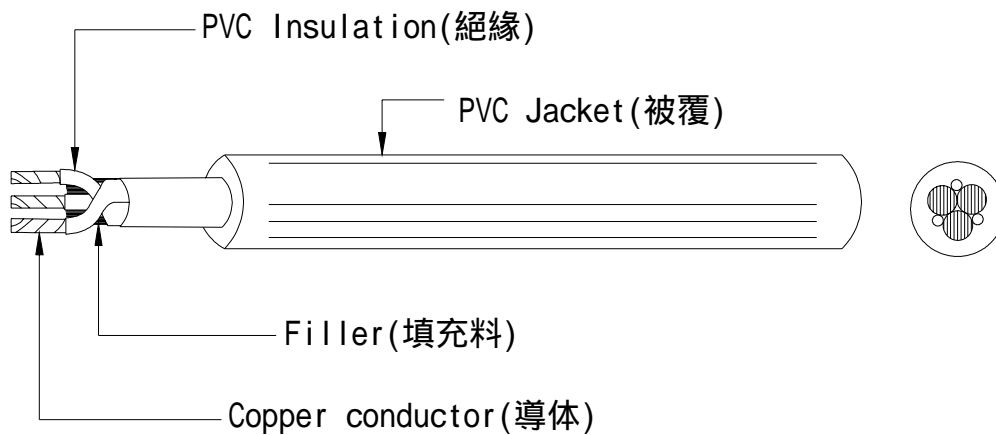 PVC Insulation(絕緣)
PVC Jacket(被覆)
Filler(填充料)
Copper conductor(導体)